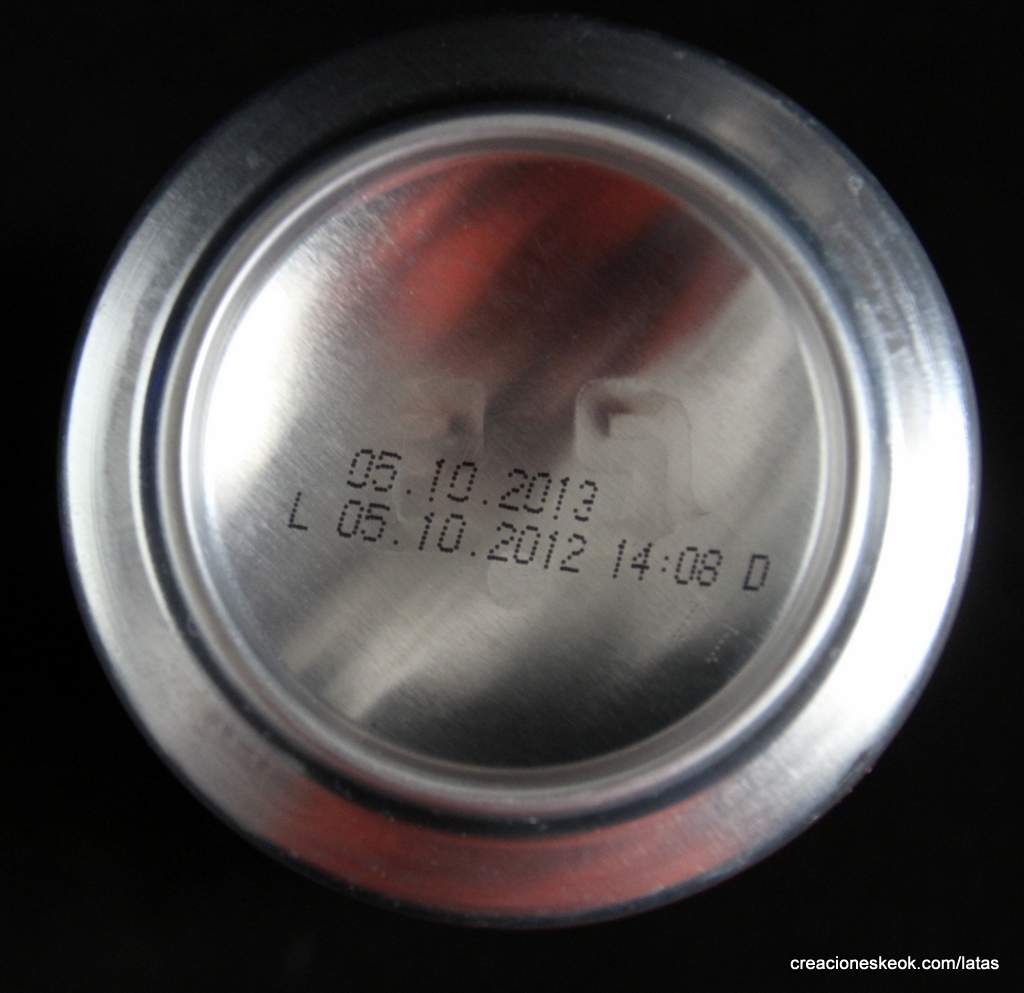 05.10.2013
L 05.10.2012 14:08 D
creacioneskeok.com/latas